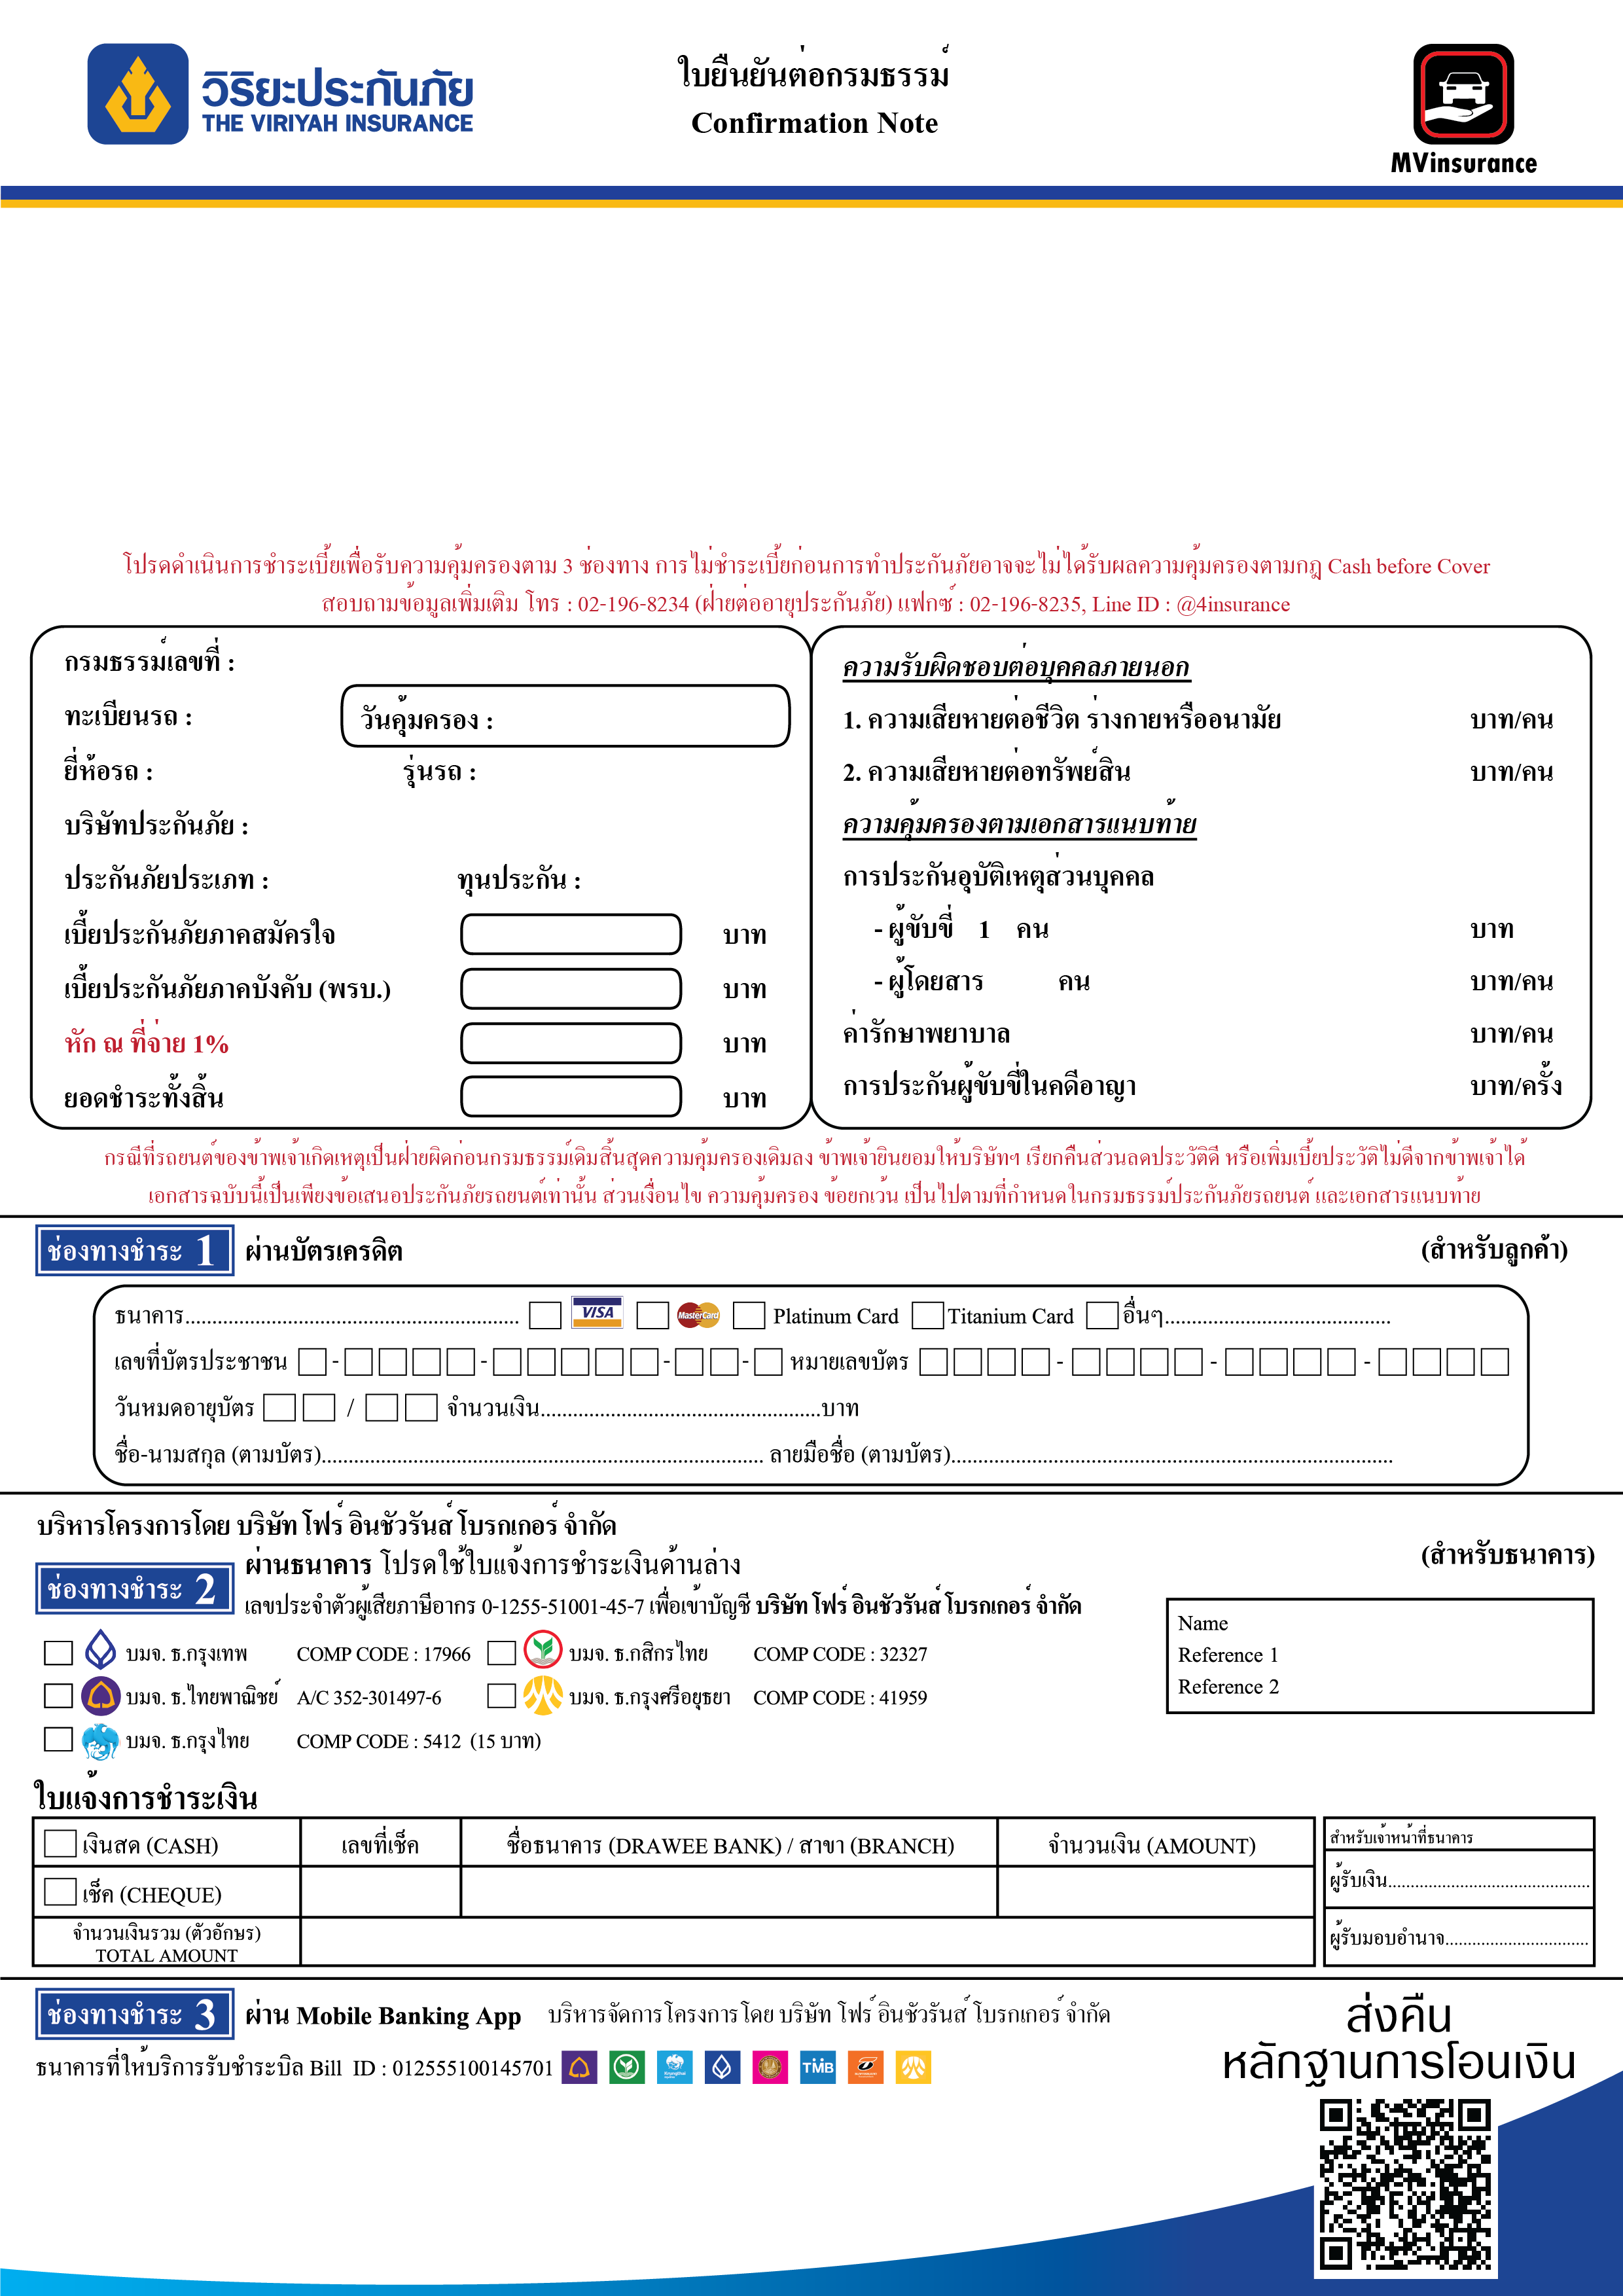 วิริยะประกันภัย
THE VIRIYAH INSURANCE
ใบยืนยันต่อกรมธรรม์
Confirmation Note
MVinsurance
โปรดดำเนินการชำระเบี้ยเพื่อรับความคุ้มครองตาม 3 ช่องทาง การไม่ชำระเบี้ยก่อนการทำประกันภัยอาจจะไม่ได้รับผลความคุ้มครองตามกฎ Cash before Cover
สอบถามข้อมูลเพิ่มเติม โทร : 02-196-8234 (ฝ่ายต่ออายุประกันภัย) แฟกซ์ : 02-196-8235, Line ID : @4insurance
กรมธรรม์เลขที่ :
ทะเบียนรถ : วันคุ้มครอง :
ยี่ห้อรถ : รุ่นรถ :
บริษัทประกันภัย :
ประกันภัยประเภท : ทุนประกัน :
เบี้ยประกันภัยภาคสมัครใจ บาท
เบี้ยประกันภัยภาคบังคับ (พรบ.) บาท
หัก ณ ที่จ่าย 1% บาท
ยอดชำระทั้งสิ้น บาท
ความรับผิดชอบต่อบุคคลภายนอก
1. ความเสียหายต่อชีวิต ร่างกายหรืออนามัย บาท/คน
2. ความเสียหายต่อทรัพย์สิน บาท/คน
ความคุ้มครองตามเอกสารแนบท้าย
การประกันอุบัติเหตุส่วนบุคคล
- ผู้ขับขี่ 1 คน บาท
- ผู้โดยสาร คน บาท/คน
ค่ารักษาพยาบาล บาท/คน
การประกันผู้ขับขี่ในคดีอาญา บาท/ครั้ง
กรณีที่รถยนต์ของข้าพเจ้าเกิดเหตุเป็นฝ่ายผิดก่อนกรมธรรม์เดิมสิ้นสุดความคุ้มครองเดิมลง ข้าพเจ้ายินยอมให้บริษัทฯ เรียกคืนส่วนลดประวัติดี หรือเพิ่มเบี้ยประวัติไม่ดีจากข้าพเจ้าได้
เอกสารฉบับนี้เป็นเพียงข้อเสนอประกันภัยรถยนต์เท่านั้น ส่วนเงื่อนไข ความคุ้มครอง ข้อยกเว้น เป็นไปตามที่กำหนดในกรมธรรม์ประกันภัยรถยนต์ และเอกสารแนบท้าย
ช่องทางชำระ 1 ผ่านบัตรเครดิต (สำหรับลูกค้า)
ธนาคาร.............................................................. VISA MasterCard Platinum Card Titanium Card อื่นๆ..........................................
เลขที่บัตรประชาชน - - - - หมายเลขบัตร - - -
วันหมดอายุบัตร / จำนวนเงิน....................................................บาท
ชื่อ-นามสกุล (ตามบัตร).................................................................................. ลายมือชื่อ (ตามบัตร)..................................................................................
บริหารโครงการโดย บริษัท โฟร์ อินชัวรันส์ โบรกเกอร์ จำกัด
ช่องทางชำระ 2 ผ่านธนาคาร โปรดใช้ใบแจ้งการชำระเงินด้านล่าง (สำหรับธนาคาร)
เลขประจำตัวผู้เสียภาษีอากร 0-1255-51001-45-7 เพื่อเข้าบัญชี บริษัท โฟร์ อินชัวรันส์ โบรกเกอร์ จำกัด
บมจ. ธ.กรุงเทพ COMP CODE : 17966 บมจ. ธ.กสิกรไทย COMP CODE : 32327
บมจ. ธ.ไทยพาณิชย์ A/C 352-301497-6 บมจ. ธ.กรุงศรีอยุธยา COMP CODE : 41959
บมจ. ธ.กรุงไทย COMP CODE : 5412 (15 บาท)
Name
Reference 1
Reference 2
ใบแจ้งการชำระเงิน
เงินสด (CASH) เลขที่เช็ค ชื่อธนาคาร (DRAWEE BANK) / สาขา (BRANCH) จำนวนเงิน (AMOUNT)
เช็ค (CHEQUE)
จำนวนเงินรวม (ตัวอักษร)
TOTAL AMOUNT
สำหรับเจ้าหน้าที่ธนาคาร
ผู้รับเงิน.............................................
ผู้รับมอบอำนาจ................................
ช่องทางชำระ 3 ผ่าน Mobile Banking App บริหารจัดการโครงการโดย บริษัท โฟร์ อินชัวรันส์ โบรกเกอร์ จำกัด
ธนาคารที่ให้บริการรับชำระบิล Bill ID : 012555100145701 TMB
ส่งคืน
หลักฐานการโอนเงิน